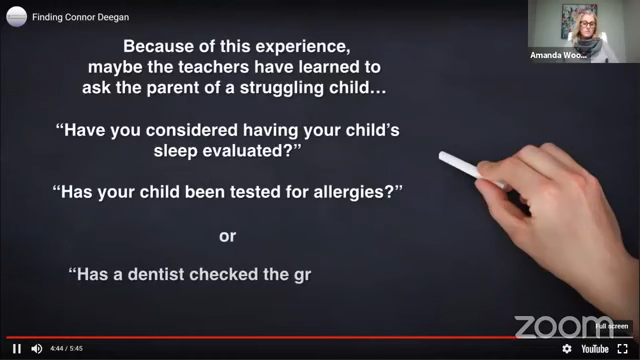 Finding Connor Deegan
Amanda Woo...
Because of this experience,
maybe the teachers have learned to
ask the parent of a struggling child...
“Have you considered having your child’s
sleep evaluated?”
“Has your child been tested for allergies?”
or
“Has a dentist checked the gr
Full screen
zoom
4:44 / 5:45
YouTube